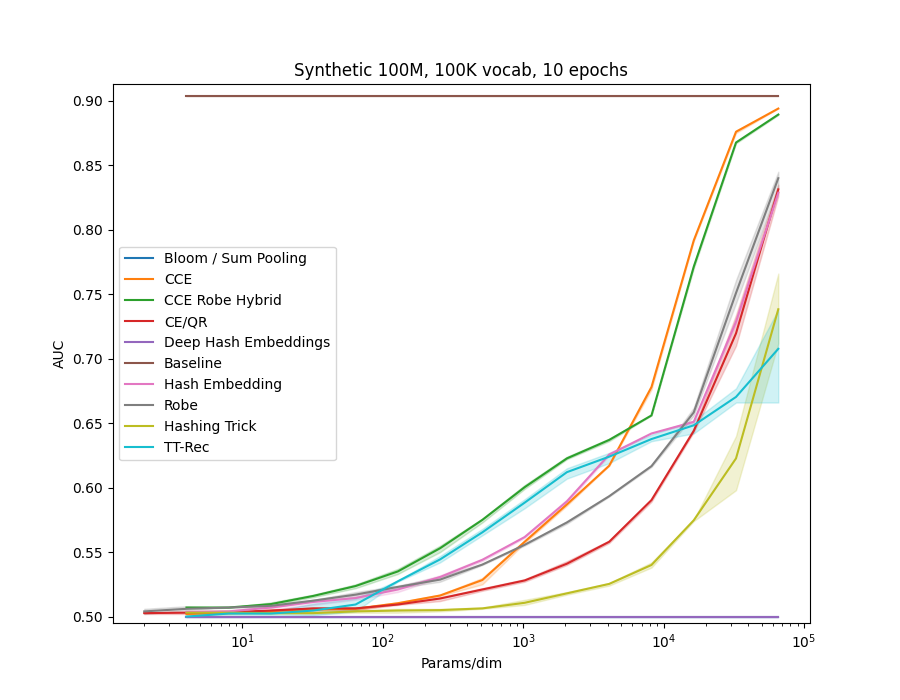 Synthetic 100M, 100K vocab, 10 epochs
AUC
0.90
0.85
0.80
0.75
0.70
0.65
0.60
0.55
0.50
Bloom / Sum Pooling
CCE
CCE Robe Hybrid
CE/QR
Deep Hash Embeddings
Baseline
Hash Embedding
Robe
Hashing Trick
TT-Rec
10¹ 10² 10³ 10⁴ 10⁵
Params/dim